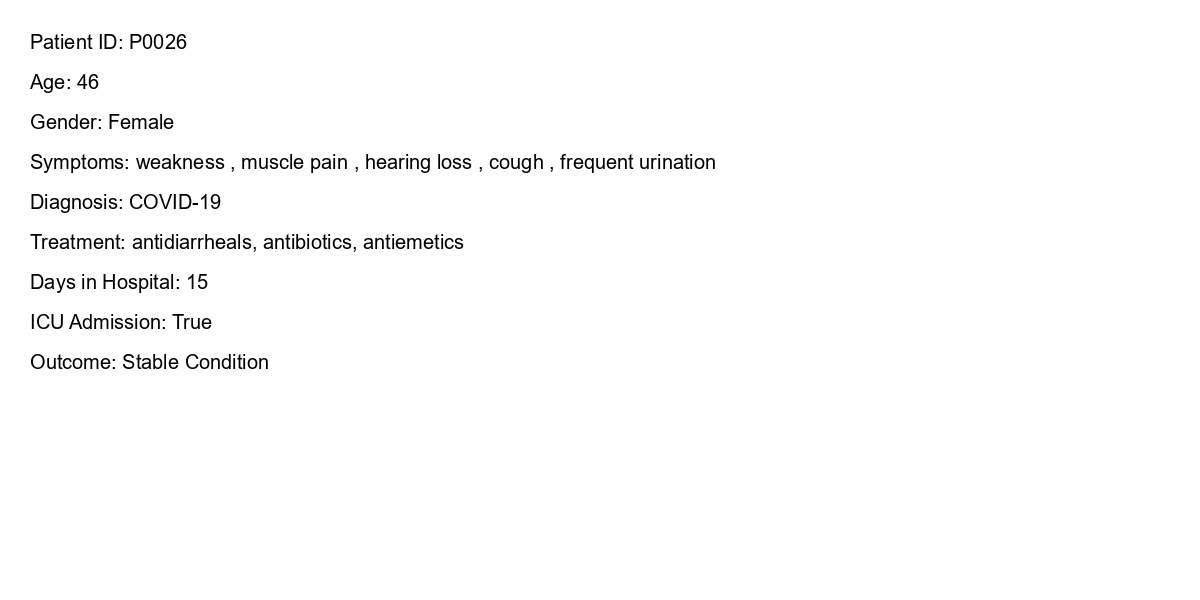 Patient ID: P0026
Age: 46
Gender: Female
Symptoms: weakness , muscle pain , hearing loss , cough , frequent urination
Diagnosis: COVID-19
Treatment: antidiarrheals, antibiotics, antiemetics
Days in Hospital: 15
ICU Admission: True
Outcome: Stable Condition